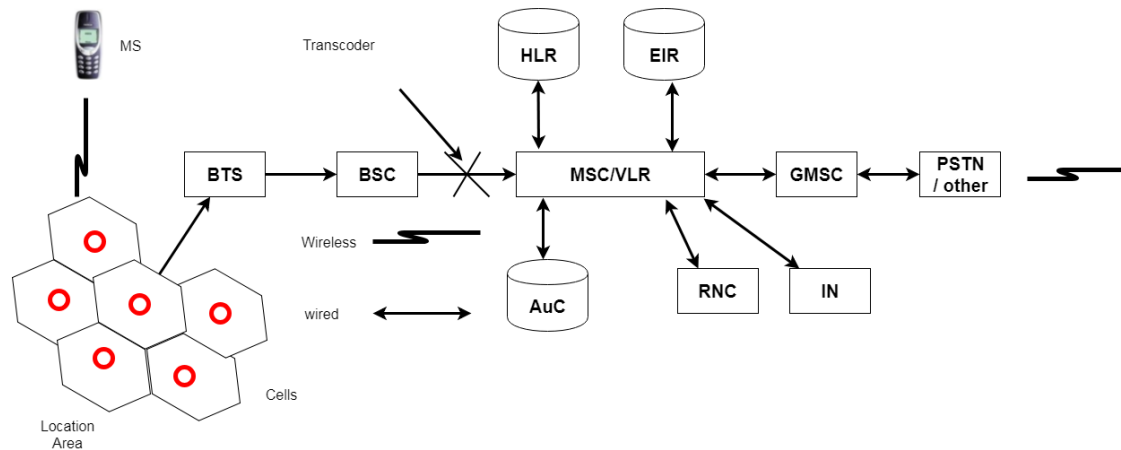 MS
Transcoder
HLR
EIR
BTS
BSC
MSC/VLR
GMSC
PSTN
/ other
Wireless
AuC
RNC
IN
wired
Cells
Location
Area